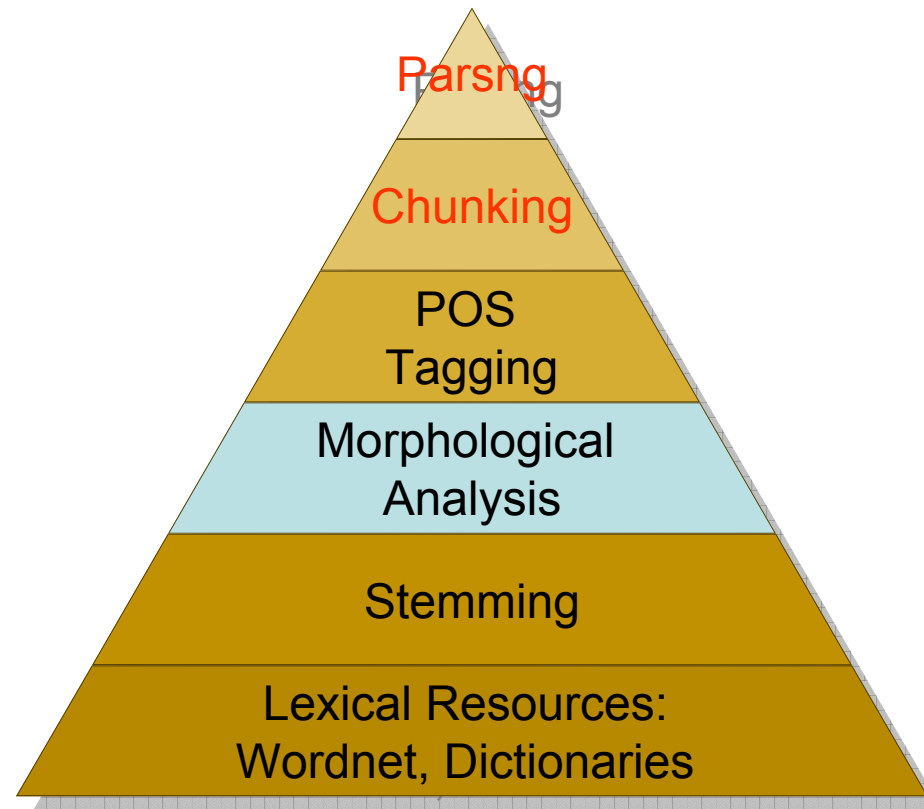 Parsng
Chunking
POS
Tagging
Morphological
Analysis
Stemming
Lexical Resources:
Wordnet, Dictionaries